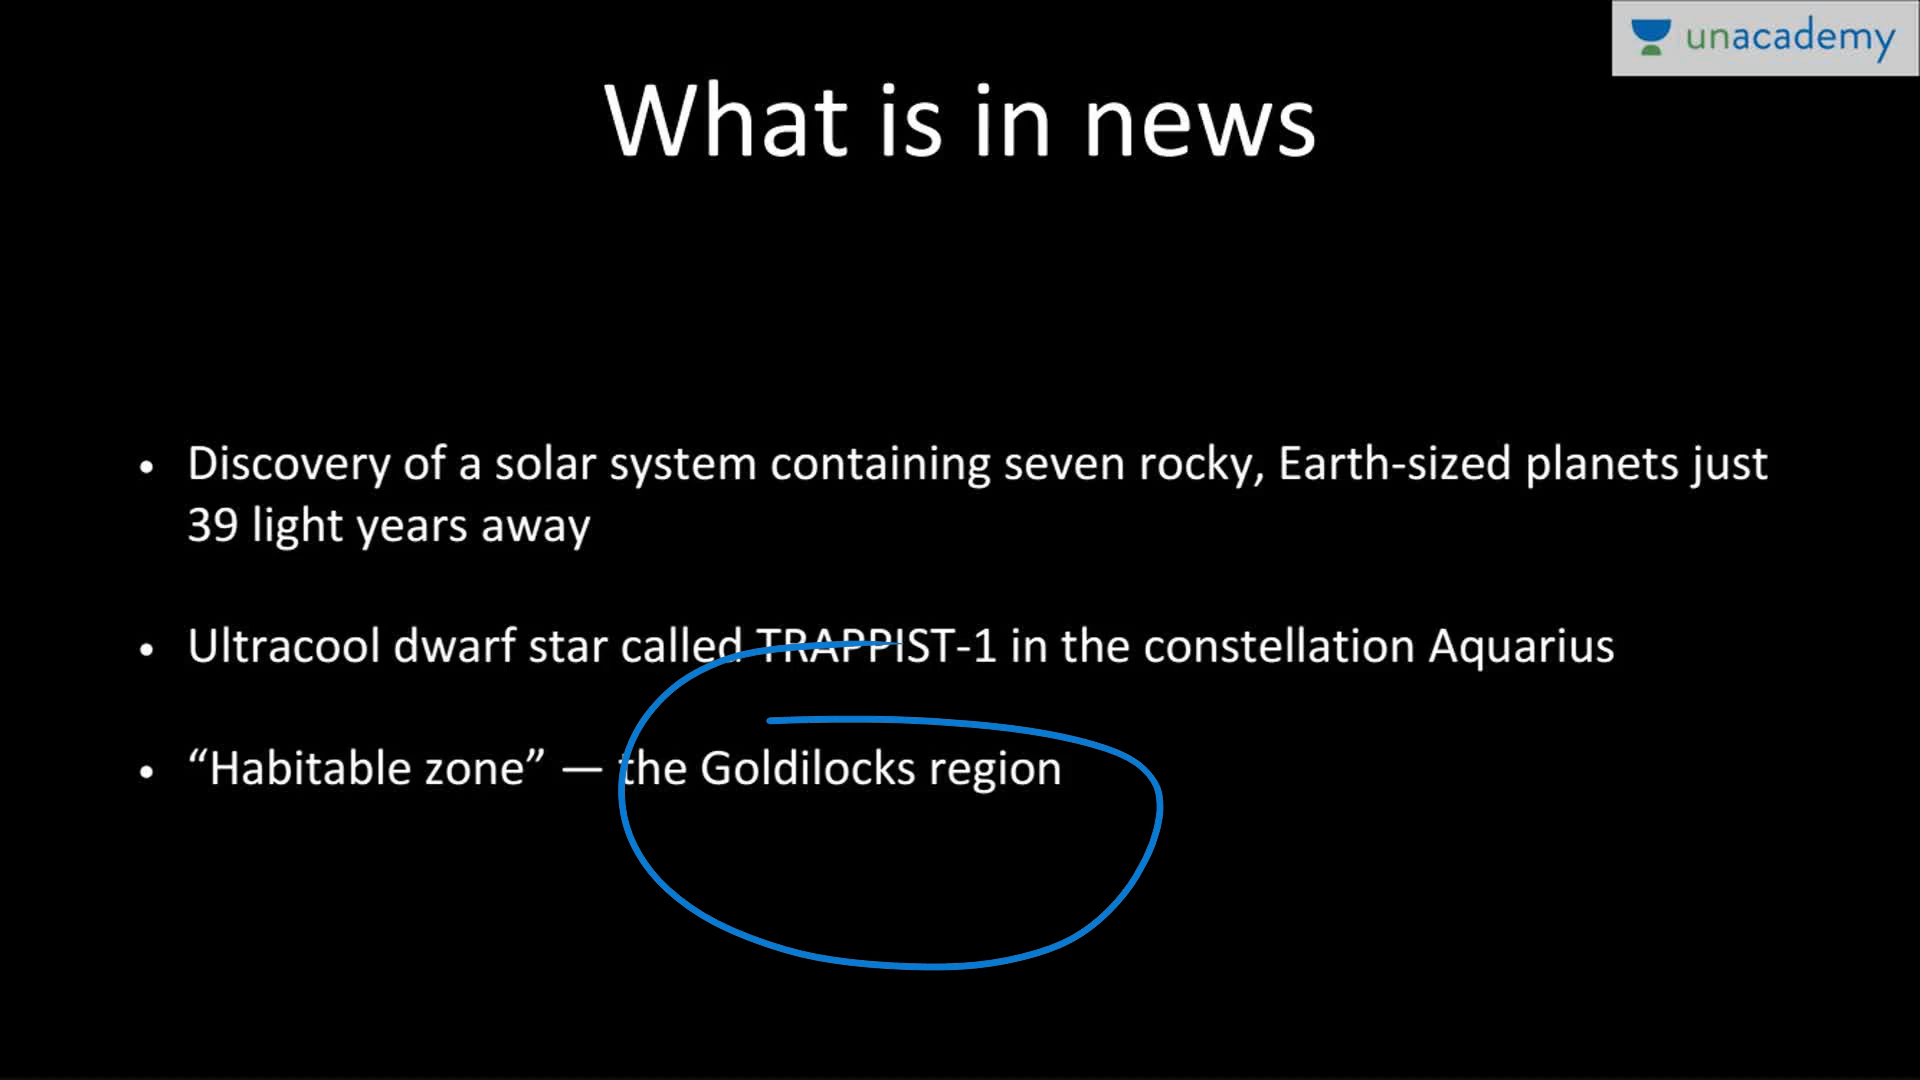 unacademy
What is in news
• Discovery of a solar system containing seven rocky, Earth-sized planets just
39 light years away
• Ultracool dwarf star called TRAPPIST-1 in the constellation Aquarius
• “Habitable zone” — the Goldilocks region